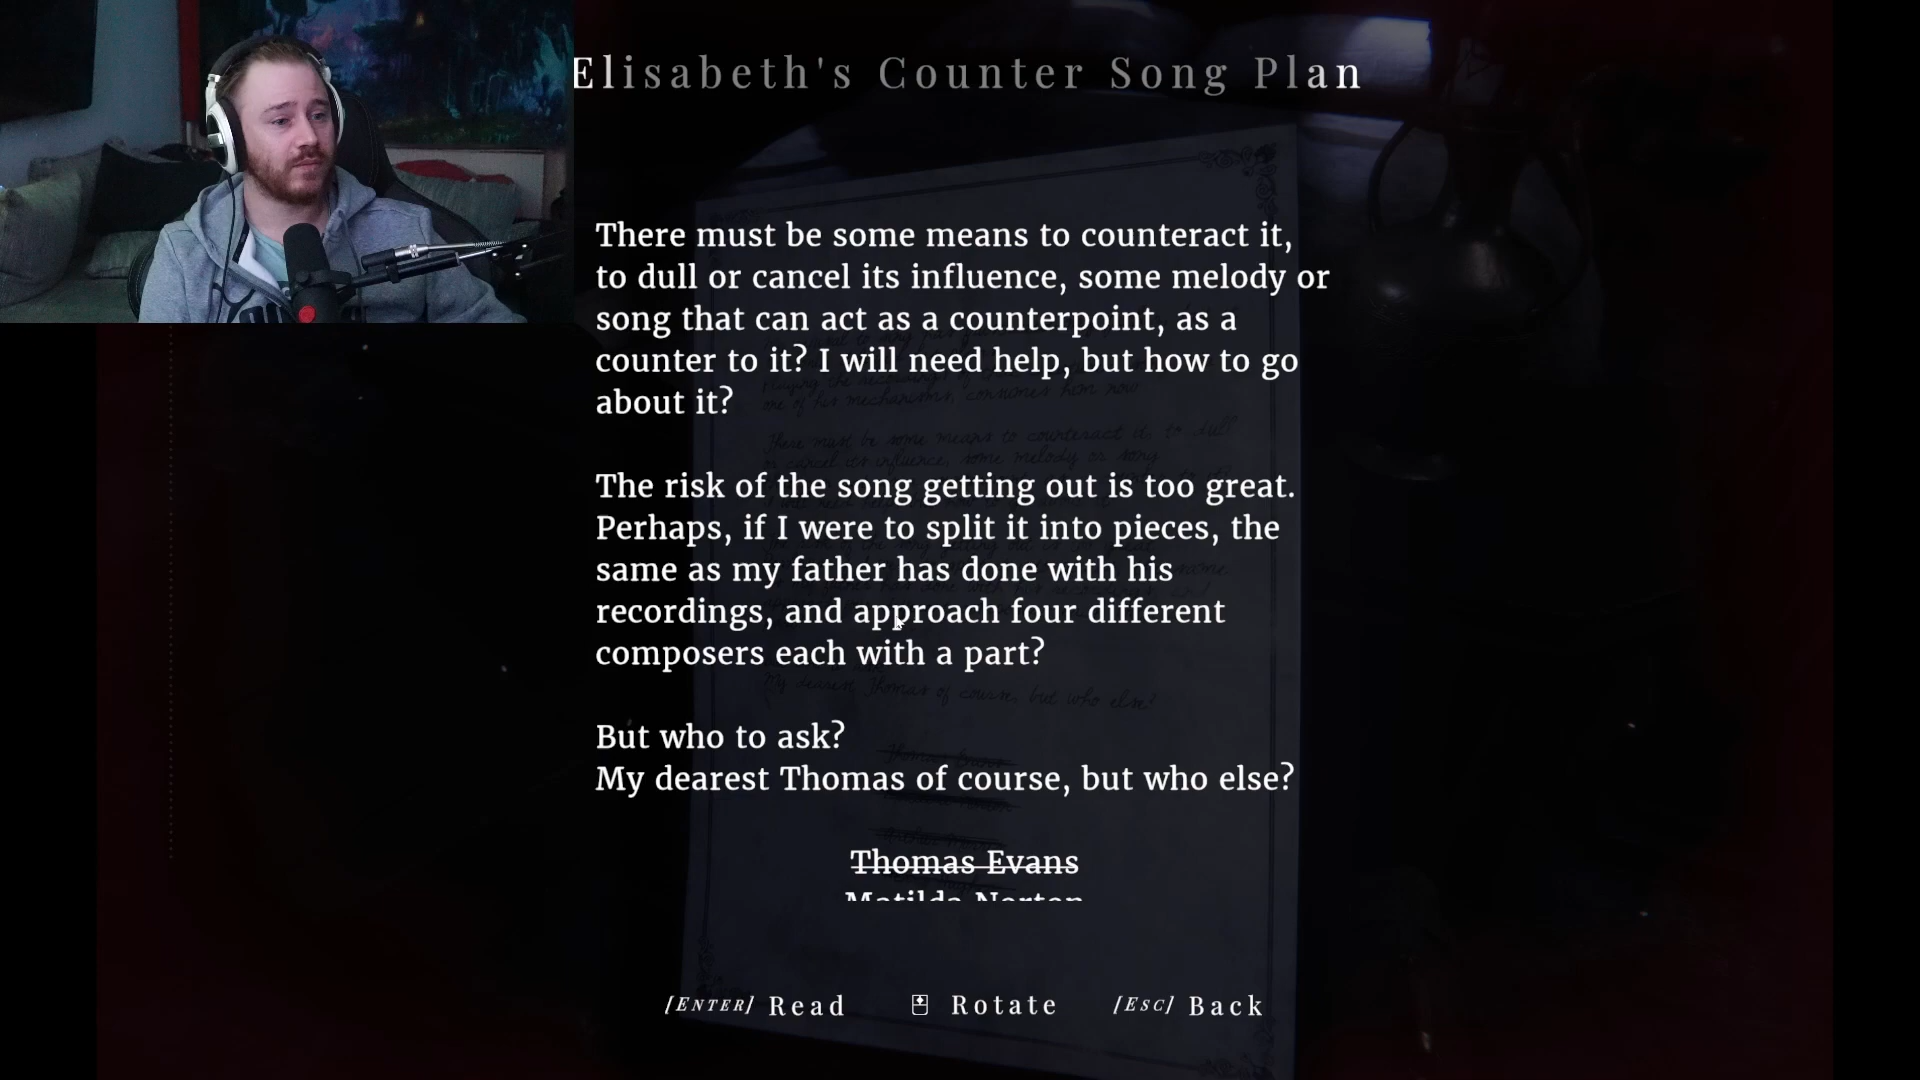 Elisabeth's Counter Song Plan
There must be some means to counteract it,
to dull or cancel its influence, some melody or
song that can act as a counterpoint, as a
counter to it? I will need help, but how to go
about it?
The risk of the song getting out is too great.
Perhaps, if I were to split it into pieces, the
same as my father has done with his
recordings, and approach four different
composers each with a part?
But who to ask?
My dearest Thomas of course, but who else?
Thomas Evans
Matilda Norton
[ENTER] Read
Rotate
[ESC] Back